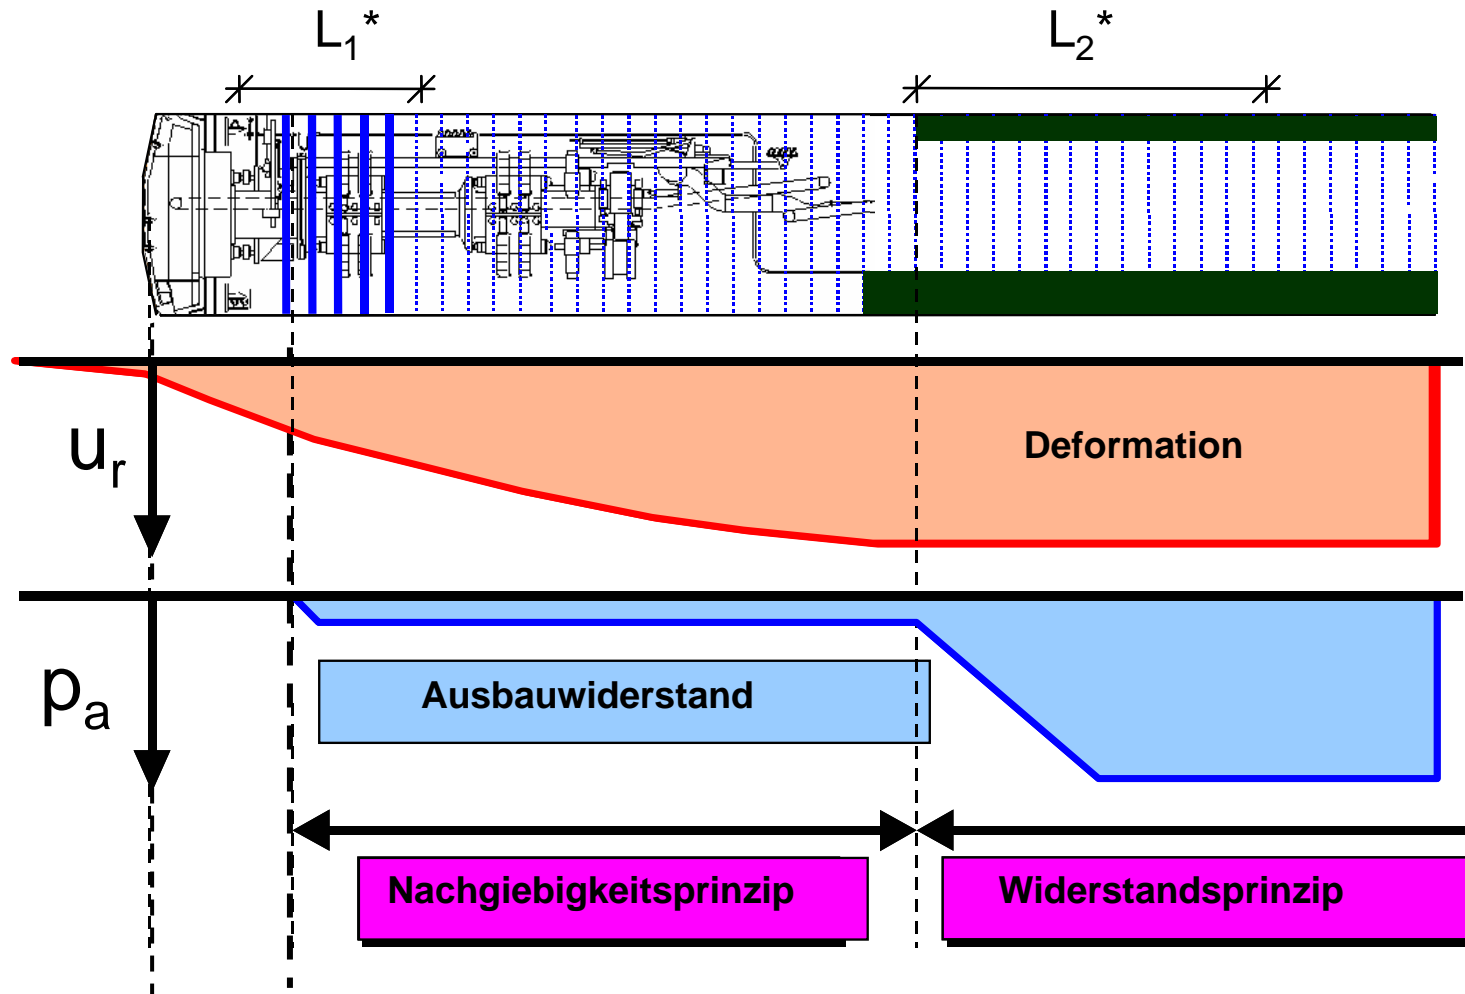 L₁*
L₂*
uᵣ
Deformation
pₐ
Ausbauwiderstand
Nachgiebigkeitsprinzip
Widerstandsprinzip